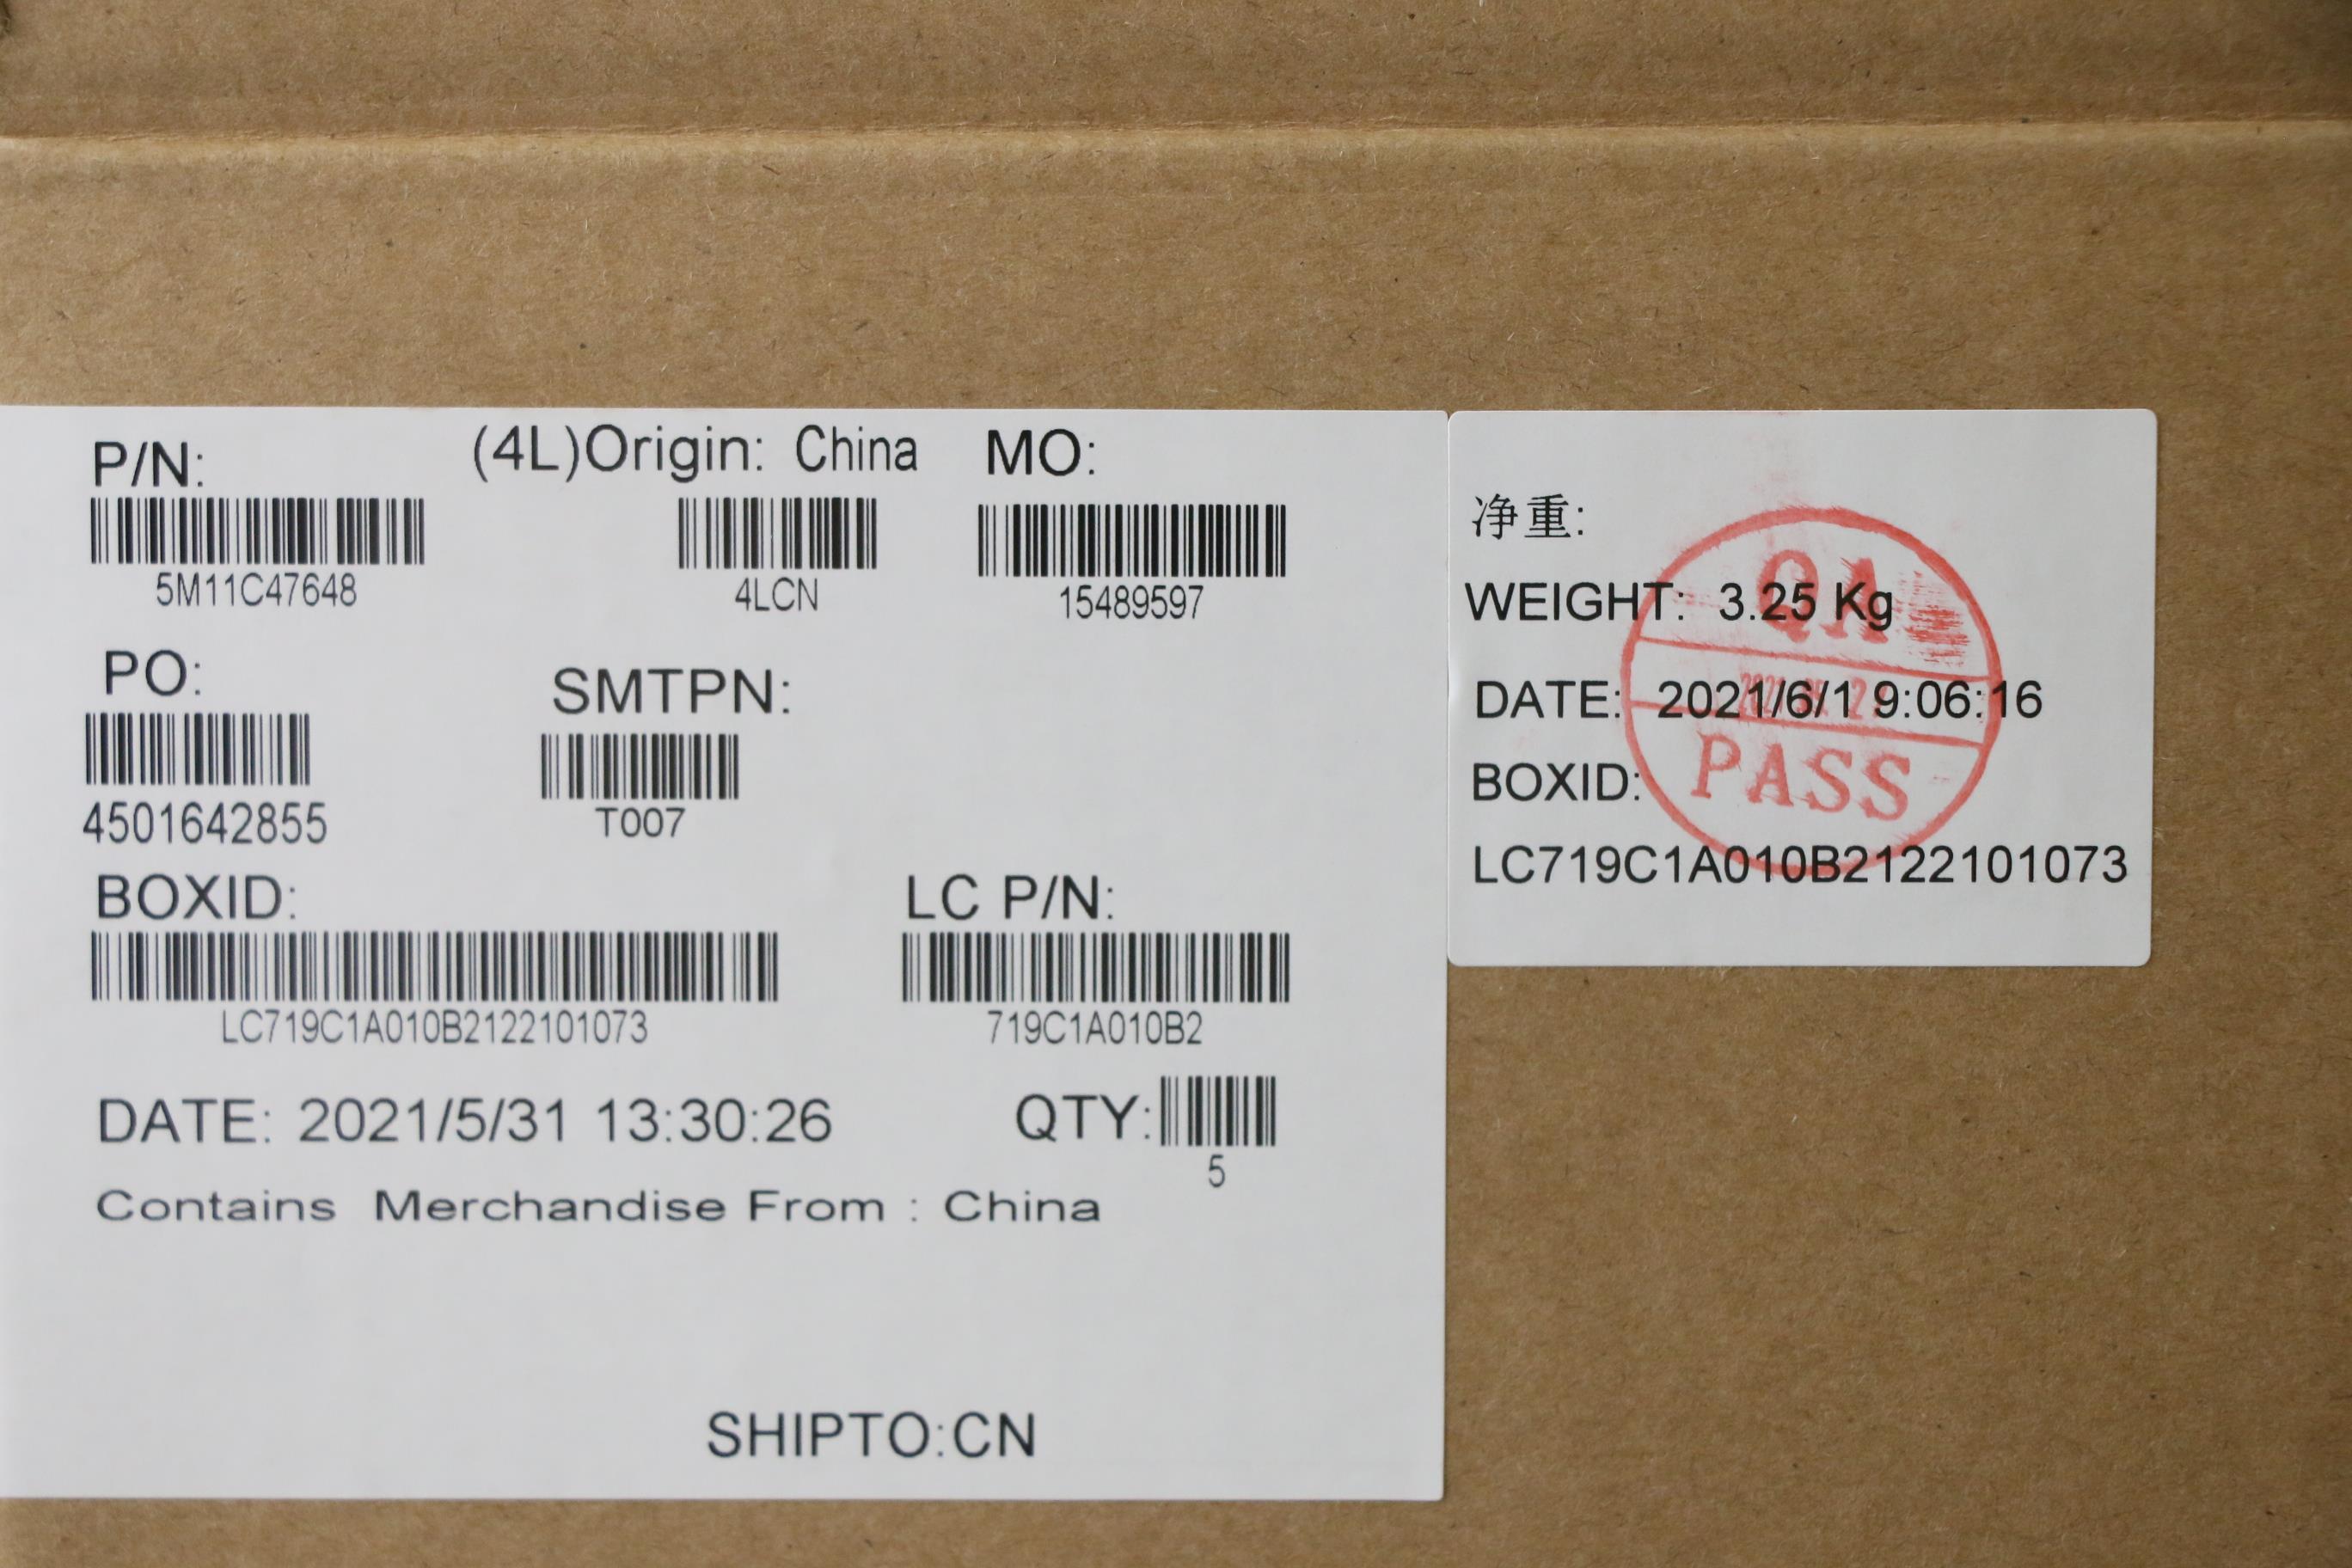 P/N:
(4L)Origin: China
MO:
5M11C47648
4LCN
15489597
PO:
SMTPN:
4501642855
T007
BOXID:
LC P/N:
LC719C1A010B2122101073
719C1A010B2
DATE: 2021/5/31 13:30:26
QTY:
5
Contains Merchandise From : China
SHIPTO:CN
净重:
WEIGHT: 3.25 Kg
DATE: 2021/6/1 9:06:16
BOXID:
LC719C1A010B2122101073
QA
PASS